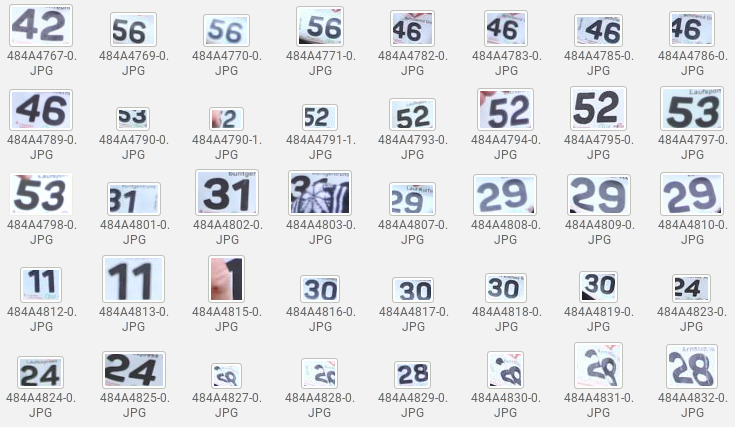 42 56 56 56 46 46 46 46
484A4767-0. 484A4769-0. 484A4770-0. 484A4771-0. 484A4782-0. 484A4783-0. 484A4785-0. 484A4786-0.
JPG JPG JPG JPG JPG JPG JPG JPG
46 53 2 52 52 52 52 53
484A4789-0. 484A4790-0. 484A4790-1. 484A4791-1. 484A4793-0. 484A4794-0. 484A4795-0. 484A4797-0.
JPG JPG JPG JPG JPG JPG JPG JPG
53 31 31 3 29 29 29 29
484A4798-0. 484A4801-0. 484A4802-0. 484A4803-0. 484A4807-0. 484A4808-0. 484A4809-0. 484A4810-0.
JPG JPG JPG JPG JPG JPG JPG JPG
11 11 1 30 30 30 30 24
484A4812-0. 484A4813-0. 484A4815-0. 484A4816-0. 484A4817-0. 484A4818-0. 484A4819-0. 484A4823-0.
JPG JPG JPG JPG JPG JPG JPG JPG
24 24 28 28 28 28 28 28
484A4824-0. 484A4825-0. 484A4827-0. 484A4828-0. 484A4829-0. 484A4830-0. 484A4831-0. 484A4832-0.
JPG JPG JPG JPG JPG JPG JPG JPG